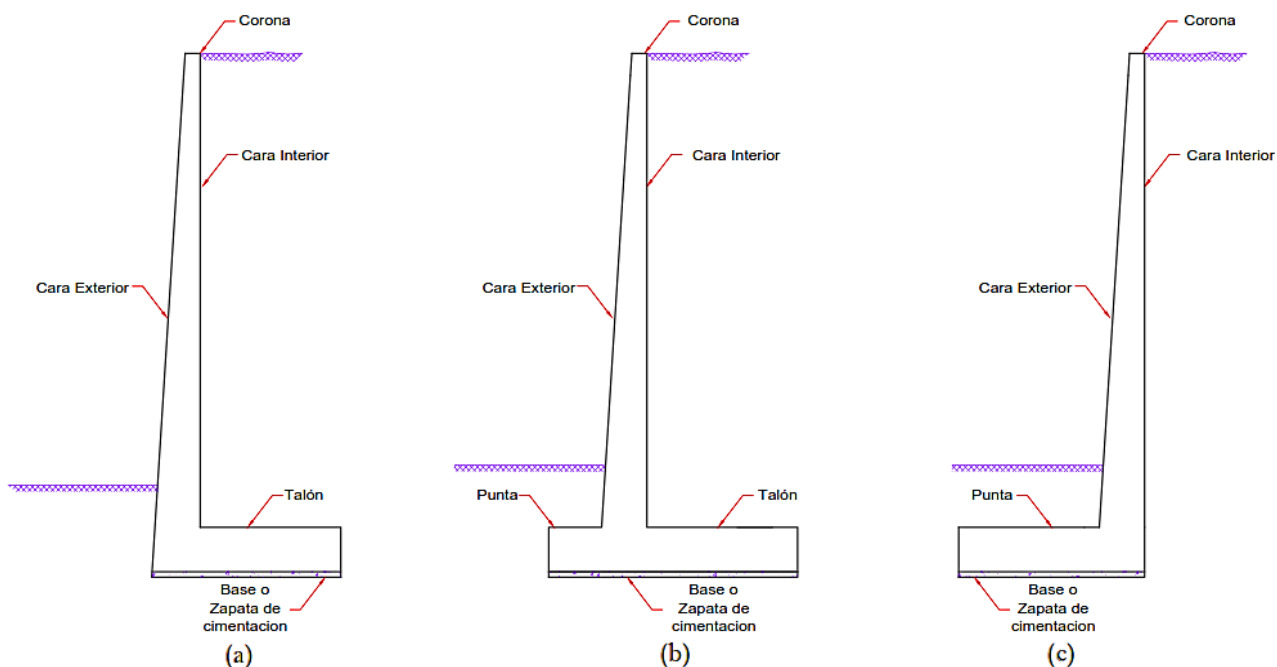 Corona
Cara Interior
Cara Exterior
Talón
Base o
Zapata de
cimentacion
(a)
Corona
Cara Interior
Cara Exterior
Punta
Talón
Base o
Zapata de
cimentacion
(b)
Corona
Cara Interior
Cara Exterior
Punta
Base o
Zapata de
cimentacion
(c)